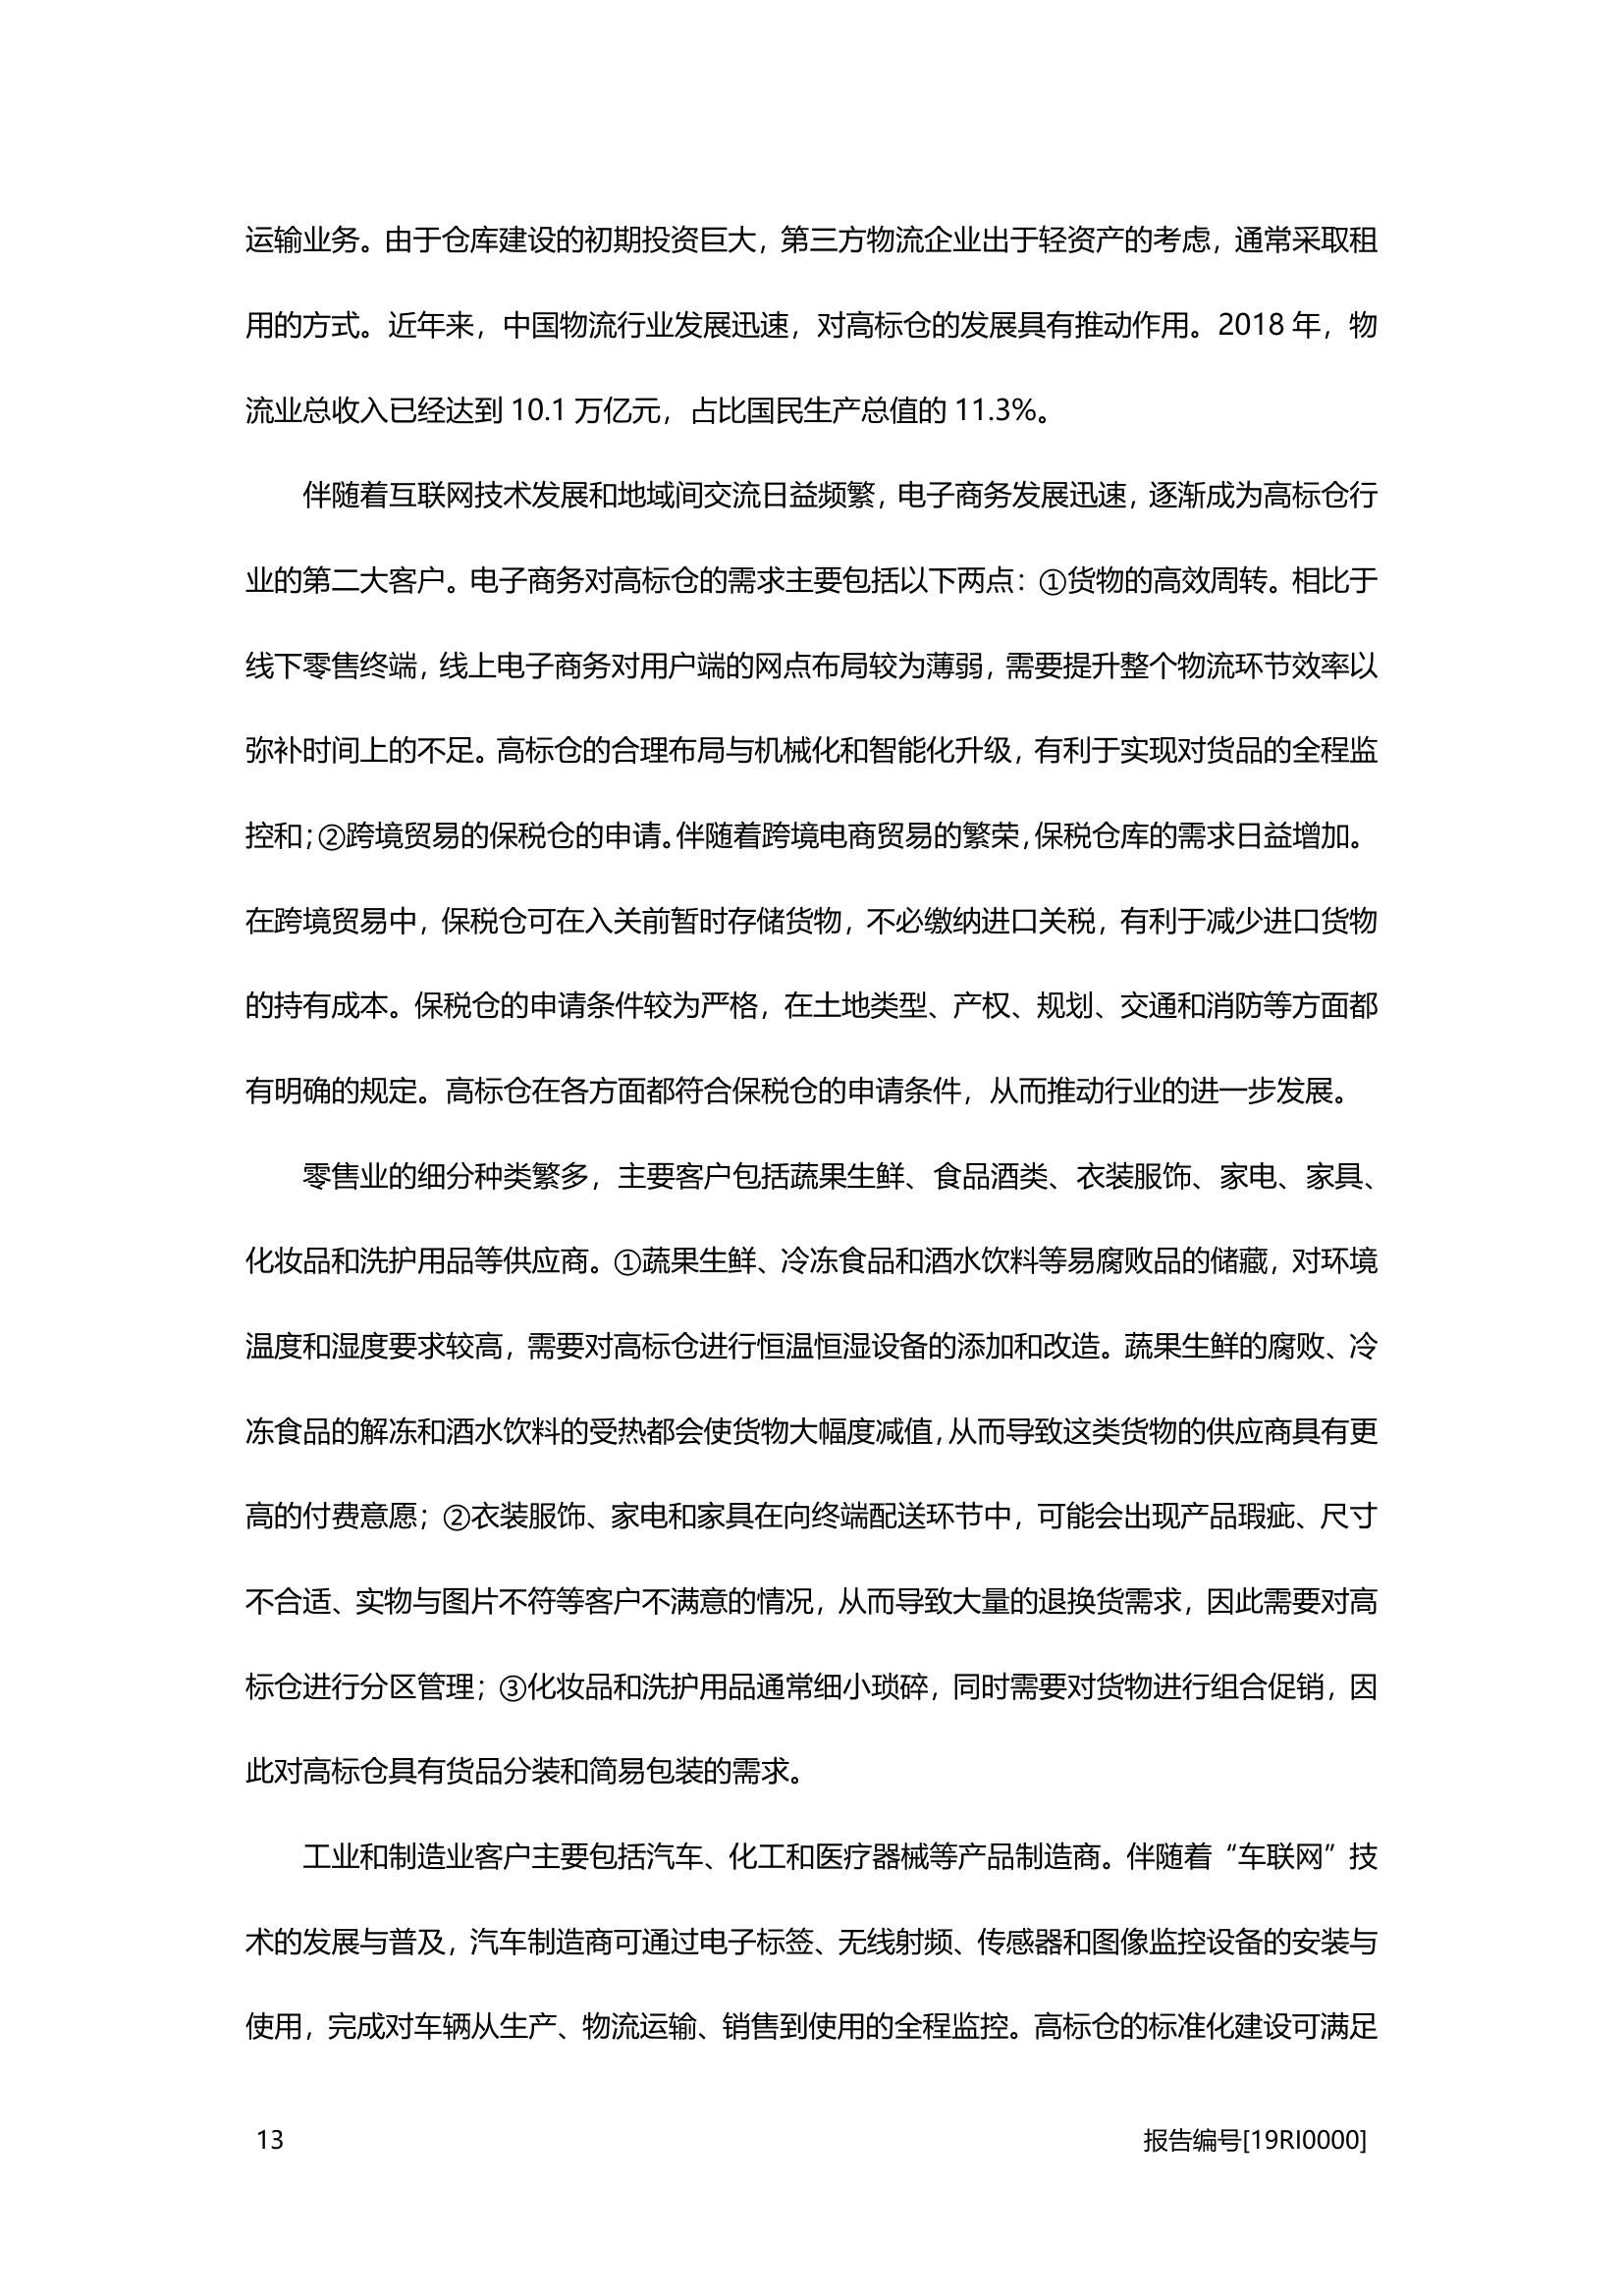 运输业务。由于仓库建设的初期投资巨大，第三方物流企业出于轻资产的考虑，通常采取租
用的方式。近年来，中国物流行业发展迅速，对高标仓的发展具有推动作用。2018 年，物
流业总收入已经达到 10.1 万亿元，占比国民生产总值的 11.3%。
伴随着互联网技术发展和地域间交流日益频繁，电子商务发展迅速，逐渐成为高标仓行
业的第二大客户。电子商务对高标仓的需求主要包括以下两点：①货物的高效周转。相比于
线下零售终端，线上电子商务对用户端的网点布局较为薄弱，需要提升整个物流环节效率以
弥补时间上的不足。高标仓的合理布局与机械化和智能化升级，有利于实现对货品的全程监
控和；②跨境贸易的保税仓的申请。伴随着跨境电商贸易的繁荣，保税仓库的需求日益增加。
在跨境贸易中，保税仓可在入关前暂时存储货物，不必缴纳进口关税，有利于减少进口货物
的持有成本。保税仓的申请条件较为严格，在土地类型、产权、规划、交通和消防等方面都
有明确的规定。高标仓在各方面都符合保税仓的申请条件，从而推动行业的进一步发展。
零售业的细分种类繁多，主要客户包括蔬果生鲜、食品酒类、衣装服饰、家电、家具、
化妆品和洗护用品等供应商。①蔬果生鲜、冷冻食品和酒水饮料等易腐败品的储藏，对环境
温度和湿度要求较高，需要对高标仓进行恒温恒湿设备的添加和改造。蔬果生鲜的腐败、冷
冻食品的解冻和酒水饮料的受热都会使货物大幅度减值，从而导致这类货物的供应商具有更
高的付费意愿；②衣装服饰、家电和家具在向终端配送环节中，可能会出现产品瑕疵、尺寸
不合适、实物与图片不符等客户不满意的情况，从而导致大量的退换货需求，因此需要对高
标仓进行分区管理；③化妆品和洗护用品通常细小琐碎，同时需要对货物进行组合促销，因
此对高标仓具有货品分装和简易包装的需求。
工业和制造业客户主要包括汽车、化工和医疗器械等产品制造商。伴随着“车联网”技
术的发展与普及，汽车制造商可通过电子标签、无线射频、传感器和图像监控设备的安装与
使用，完成对车辆从生产、物流运输、销售到使用的全程监控。高标仓的标准化建设可满足
13
报告编号[19RI0000]